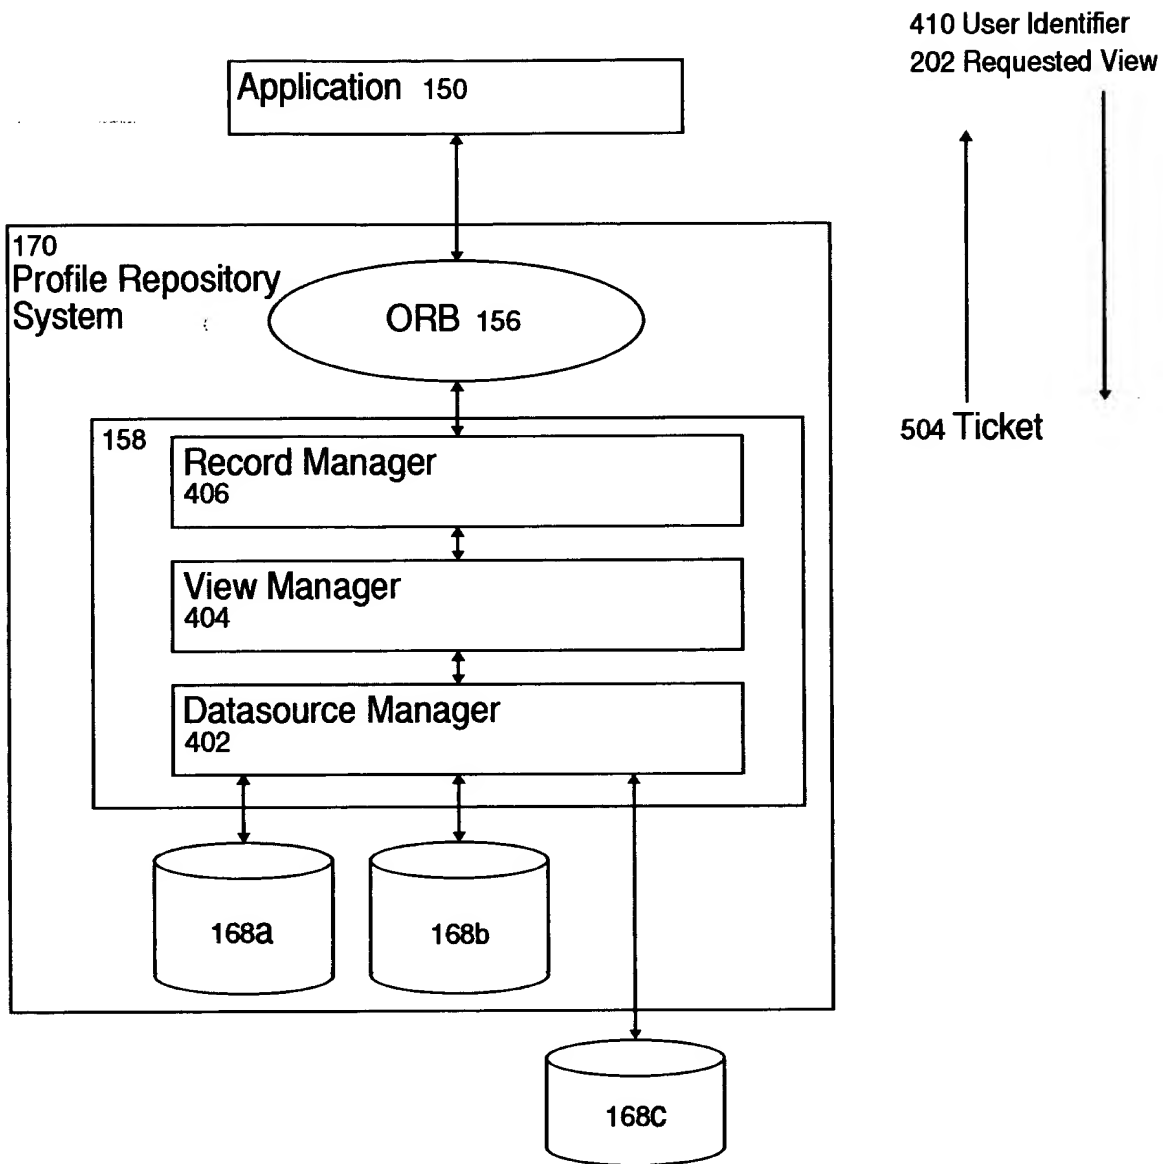 410 User Identifier
202 Requested View
Application 150
170
Profile Repository
System
ORB 156
504 Ticket
158
Record Manager
406
View Manager
404
Datasource Manager
402
168a
168b
168c